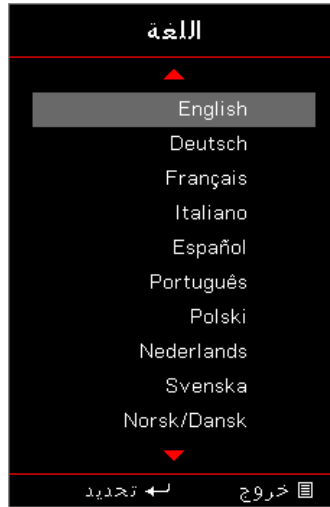 اللغة
English
Deutsch
Français
Italiano
Español
Português
Polski
Nederlands
Svenska
Norsk/Dansk
خروج تحديد